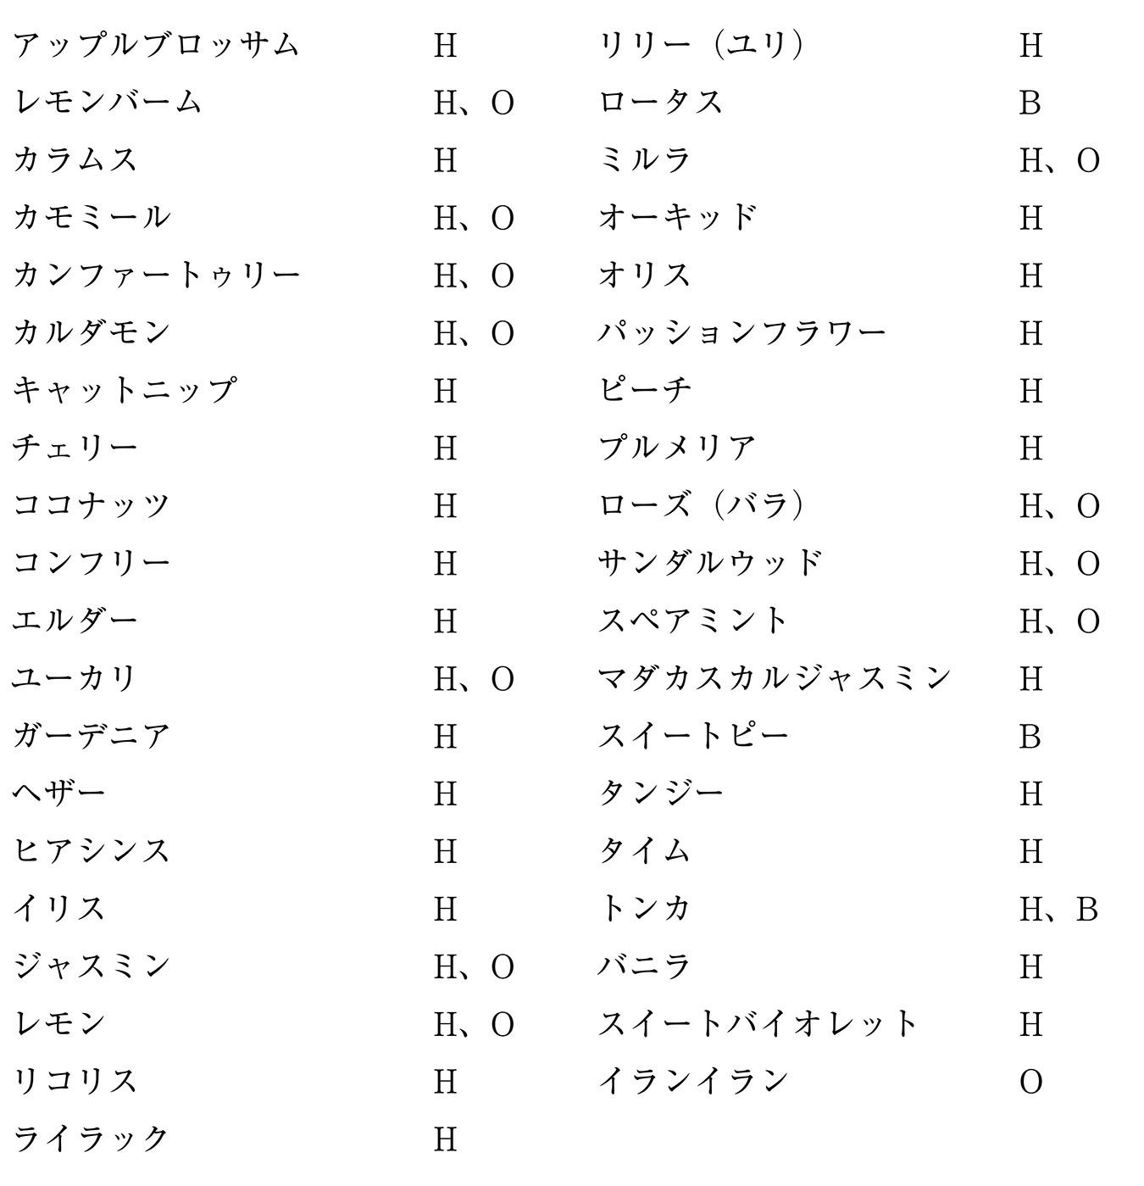 アップルブロッサム H
レモンバーム H、O
カラムス H
カモミール H、O
カンファートゥリー H、O
カルダモン H、O
キャットニップ H
チェリー H
ココナッツ H
コンフリー H
エルダー H
ユーカリ H、O
ガーデニア H
ヘザー H
ヒアシンス H
イリス H
ジャスミン H、O
レモン H、O
リコリス H
ライラック H
リリー（ユリ） H
ロータス B
ミルラ H、O
オーキッド H
オリス H
パッションフラワー H
ピーチ H
プルメリア H
ローズ（バラ） H、O
サンダルウッド H、O
スペアミント H、O
マダカスカルジャスミン H
スイートピー B
タンジー H
タイム H
トンカ H、B
バニラ H
スイートバイオレット H
イランイラン O